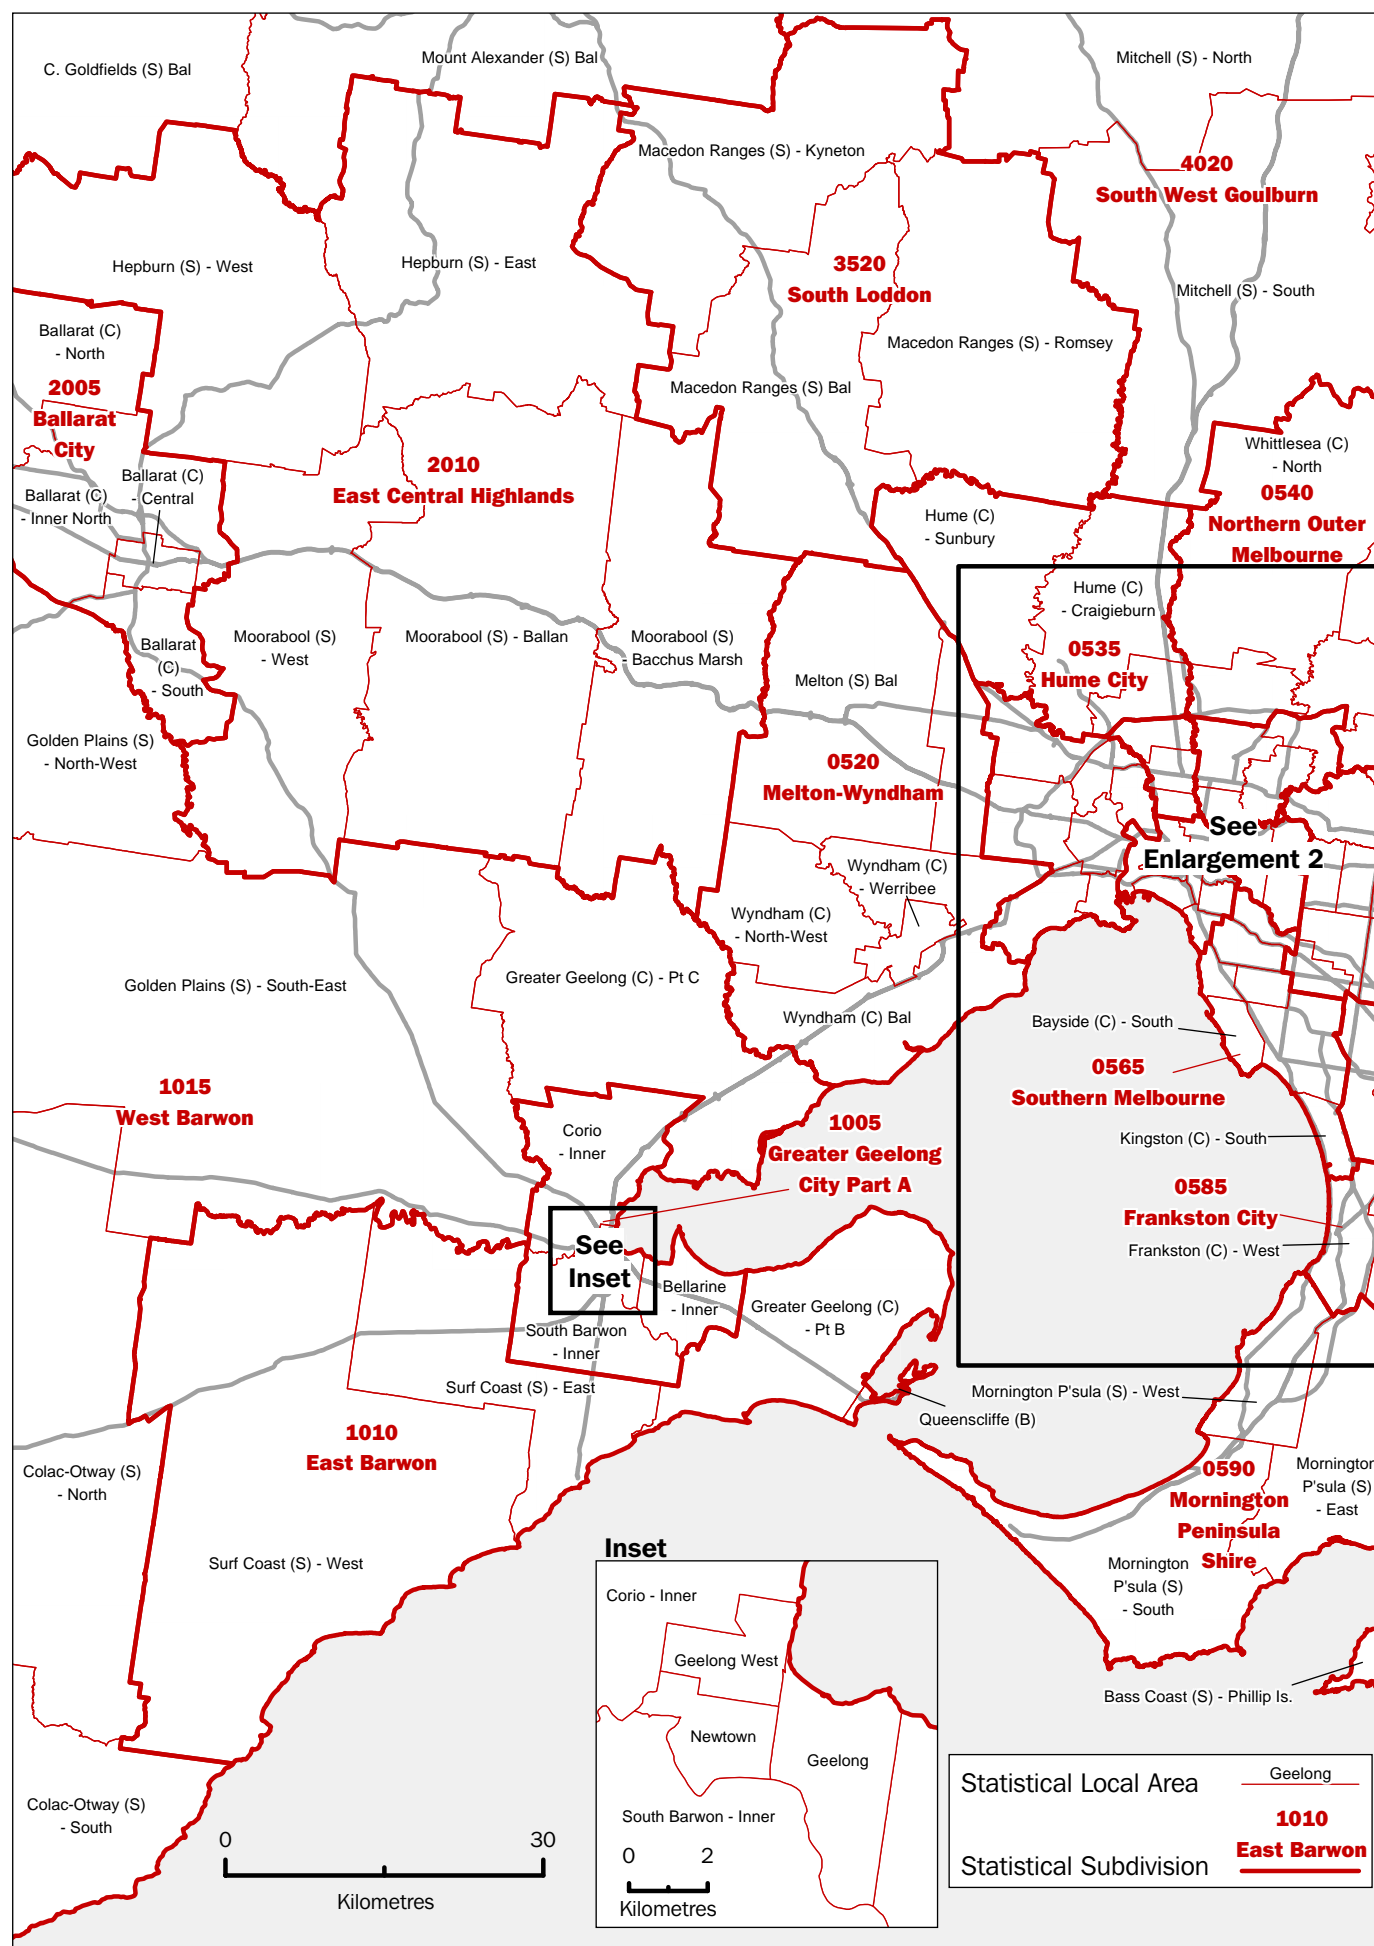 C. Goldfields (S) Bal
Mount Alexander (S) Bal
Mitchell (S) - North
Macedon Ranges (S) - Kyneton
4020
South West Goulburn
Hepburn (S) - West
Hepburn (S) - East
3520
South Loddon
Mitchell (S) - South
Ballarat (C)
- North
Macedon Ranges (S) - Romsey
2005
Ballarat
City
Macedon Ranges (S) Bal
Whittlesea (C)
- North
2010
East Central Highlands
Ballarat (C)
- Central
Ballarat (C)
- Inner North
0540
Northern Outer
Melbourne
Hume (C)
- Sunbury
Hume (C)
- Craigieburn
Ballarat
(C)
- South
Moorabool (S)
- West
Moorabool (S) - Ballan
Moorabool (S)
- Bacchus Marsh
0535
Hume City
Melton (S) Bal
Golden Plains (S)
- North-West
0520
Melton-Wyndham
See
Enlargement 2
Wyndham (C)
- Werribee
Wyndham (C)
- North-West
Golden Plains (S) - South-East
Greater Geelong (C) - Pt C
Wyndham (C) Bal
Bayside (C) - South
0565
Southern Melbourne
1015
West Barwon
Corio
- Inner
1005
Greater Geelong
City Part A
Kingston (C) - South
0585
Frankston City
Frankston (C) - West
See
Inset
Bellarine
- Inner
Greater Geelong (C)
- Pt B
South Barwon
- Inner
Surf Coast (S) - East
Mornington P'sula (S) - West
Queenscliffe (B)
1010
East Barwon
Colac-Otway (S)
- North
0590
Mornington
Peninsula
Shire
Mornington
P'sula (S)
- East
Surf Coast (S) - West
Mornington
P'sula (S)
- South
Bass Coast (S) - Phillip Is.
Inset
Corio - Inner
Geelong West
Newtown
Geelong
South Barwon - Inner
0 2
Kilometres
Colac-Otway (S)
- South
0 30
Kilometres
Statistical Local Area
Geelong
1010
East Barwon
Statistical Subdivision